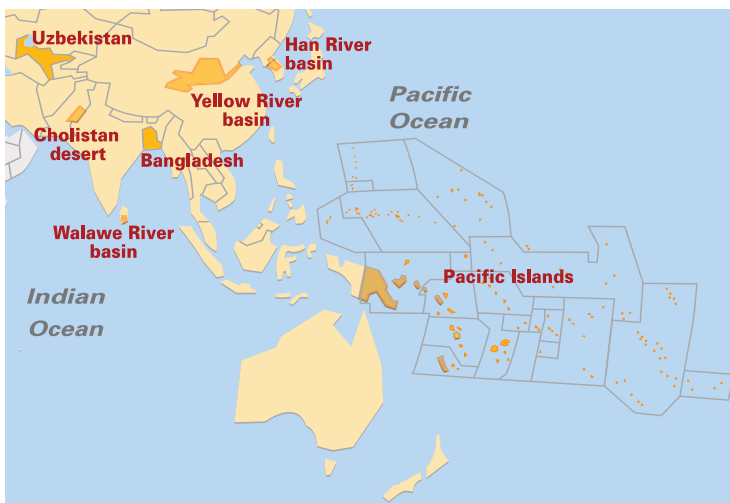 Uzbekistan
Han River
basin
Yellow River
basin
Pacific
Ocean
Cholistan
desert
Bangladesh
Walawe River
basin
Pacific Islands
Indian
Ocean